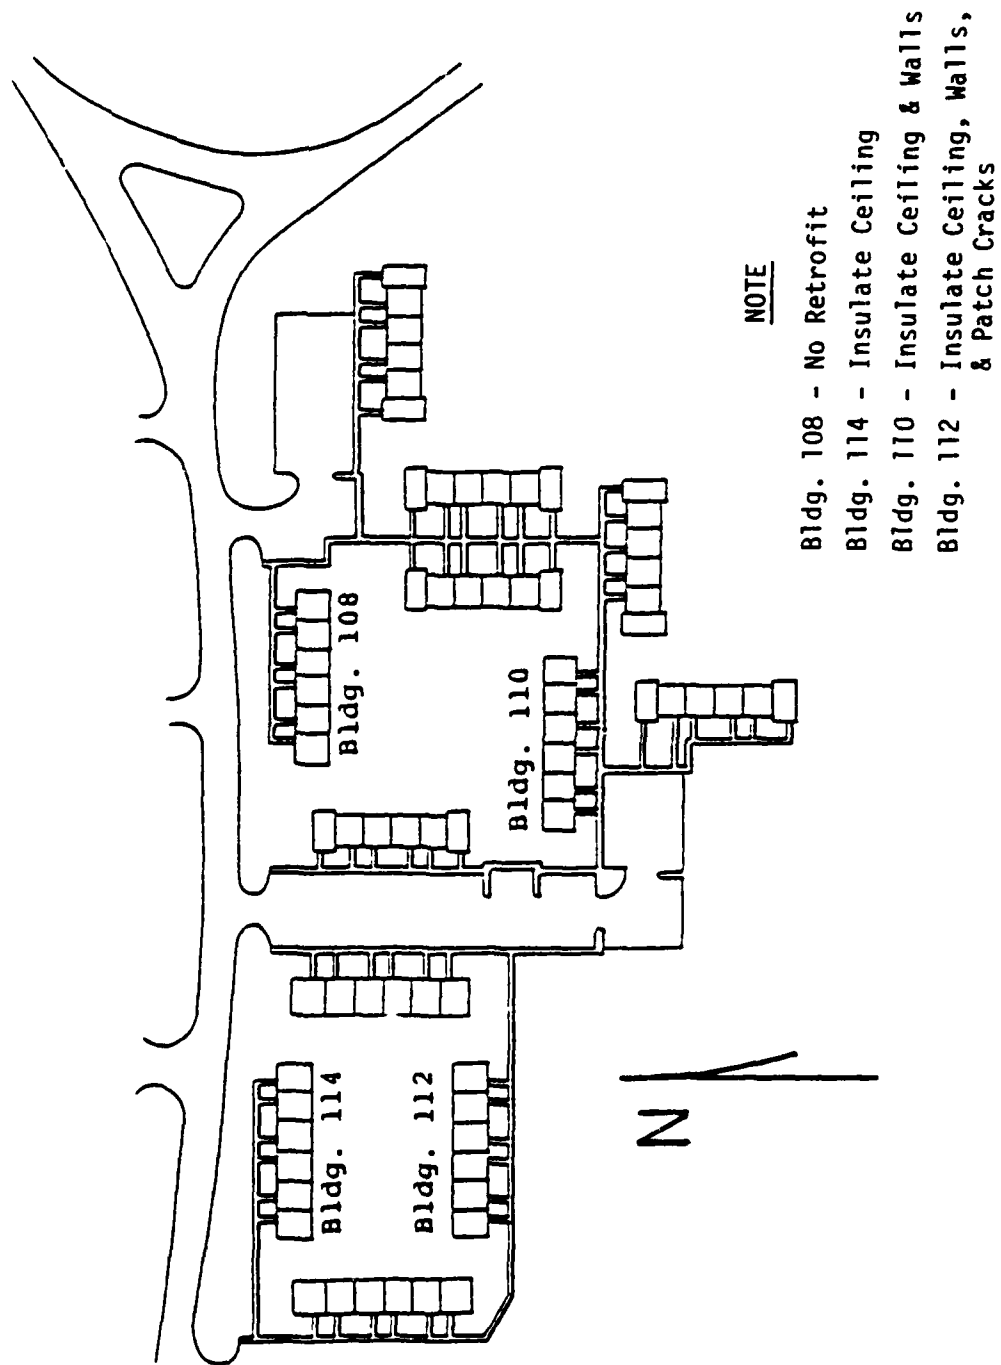 Bldg. 114
Bldg. 112
Bldg. 108
Bldg. 110
N
NOTE
Bldg. 108 - No Retrofit
Bldg. 114 - Insulate Ceiling
Bldg. 110 - Insulate Ceiling & Walls
Bldg. 112 - Insulate Ceiling, Walls,
& Patch Cracks